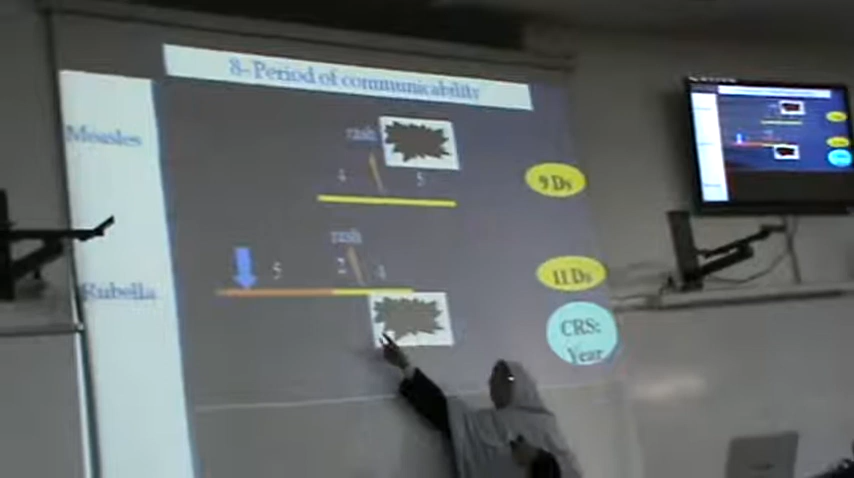 8- Period of communicability
Measles
rash
4 5
9 Ds
rash
5 2 4
Rubella
11 Ds
CRS:
Year